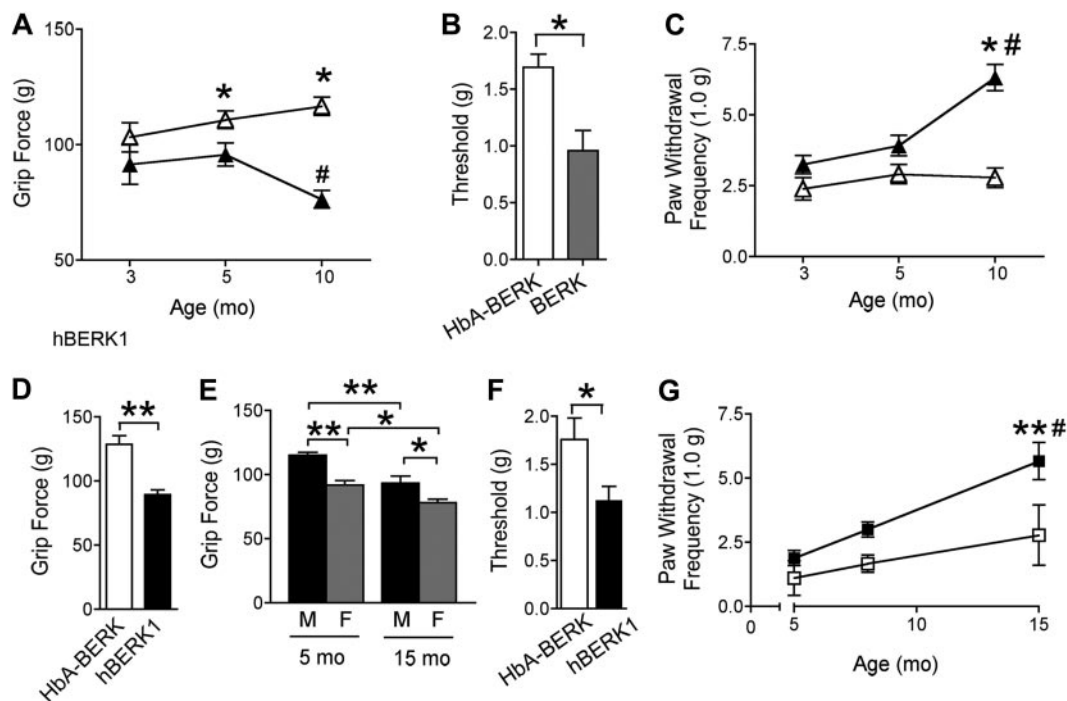 A
Grip Force (g)
150
100
50
*
*
#
3
5
10
Age (mo)
B
Threshold (g)
2.0
1.5
1.0
0.5
0.0
*
HbA-BERK
BERK
C
Paw Withdrawal
Frequency (1.0 g)
7.5
5.0
2.5
0.0
*#
3
5
10
Age (mo)
hBERK1
D
Grip Force (g)
150
100
50
0
**
HbA-BERK
hBERK1
E
Grip Force (g)
150
100
50
0
**
**
*
*
M F M F
5 mo 15 mo
F
Threshold (g)
2.0
1.5
1.0
0.5
0.0
*
HbA-BERK
hBERK1
G
Paw Withdrawal
Frequency (1.0 g)
7.5
5.0
2.5
0.0
**#
0
5
10
15
Age (mo)